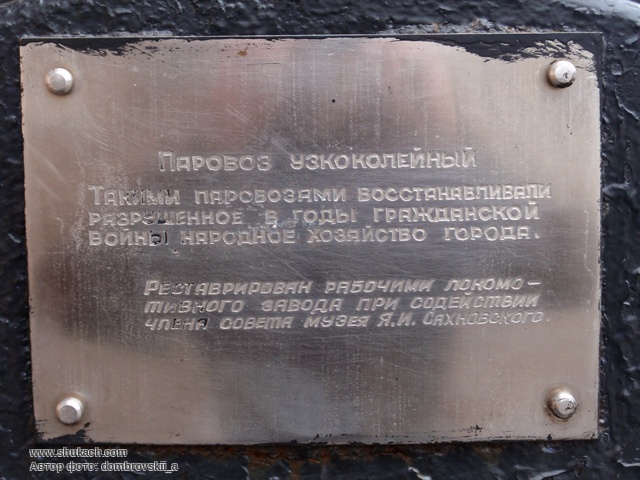 Паровоз узкоколейный
Такими паровозами восстанавливали
разрушенное в годы гражданской
войны народное хозяйство города.
Реставрирован рабочими локомо-
тивного завода при содействии
члена совета музея Я.И. Сахновского.
www.shukach.com
Автор фото: dombrovskii_a